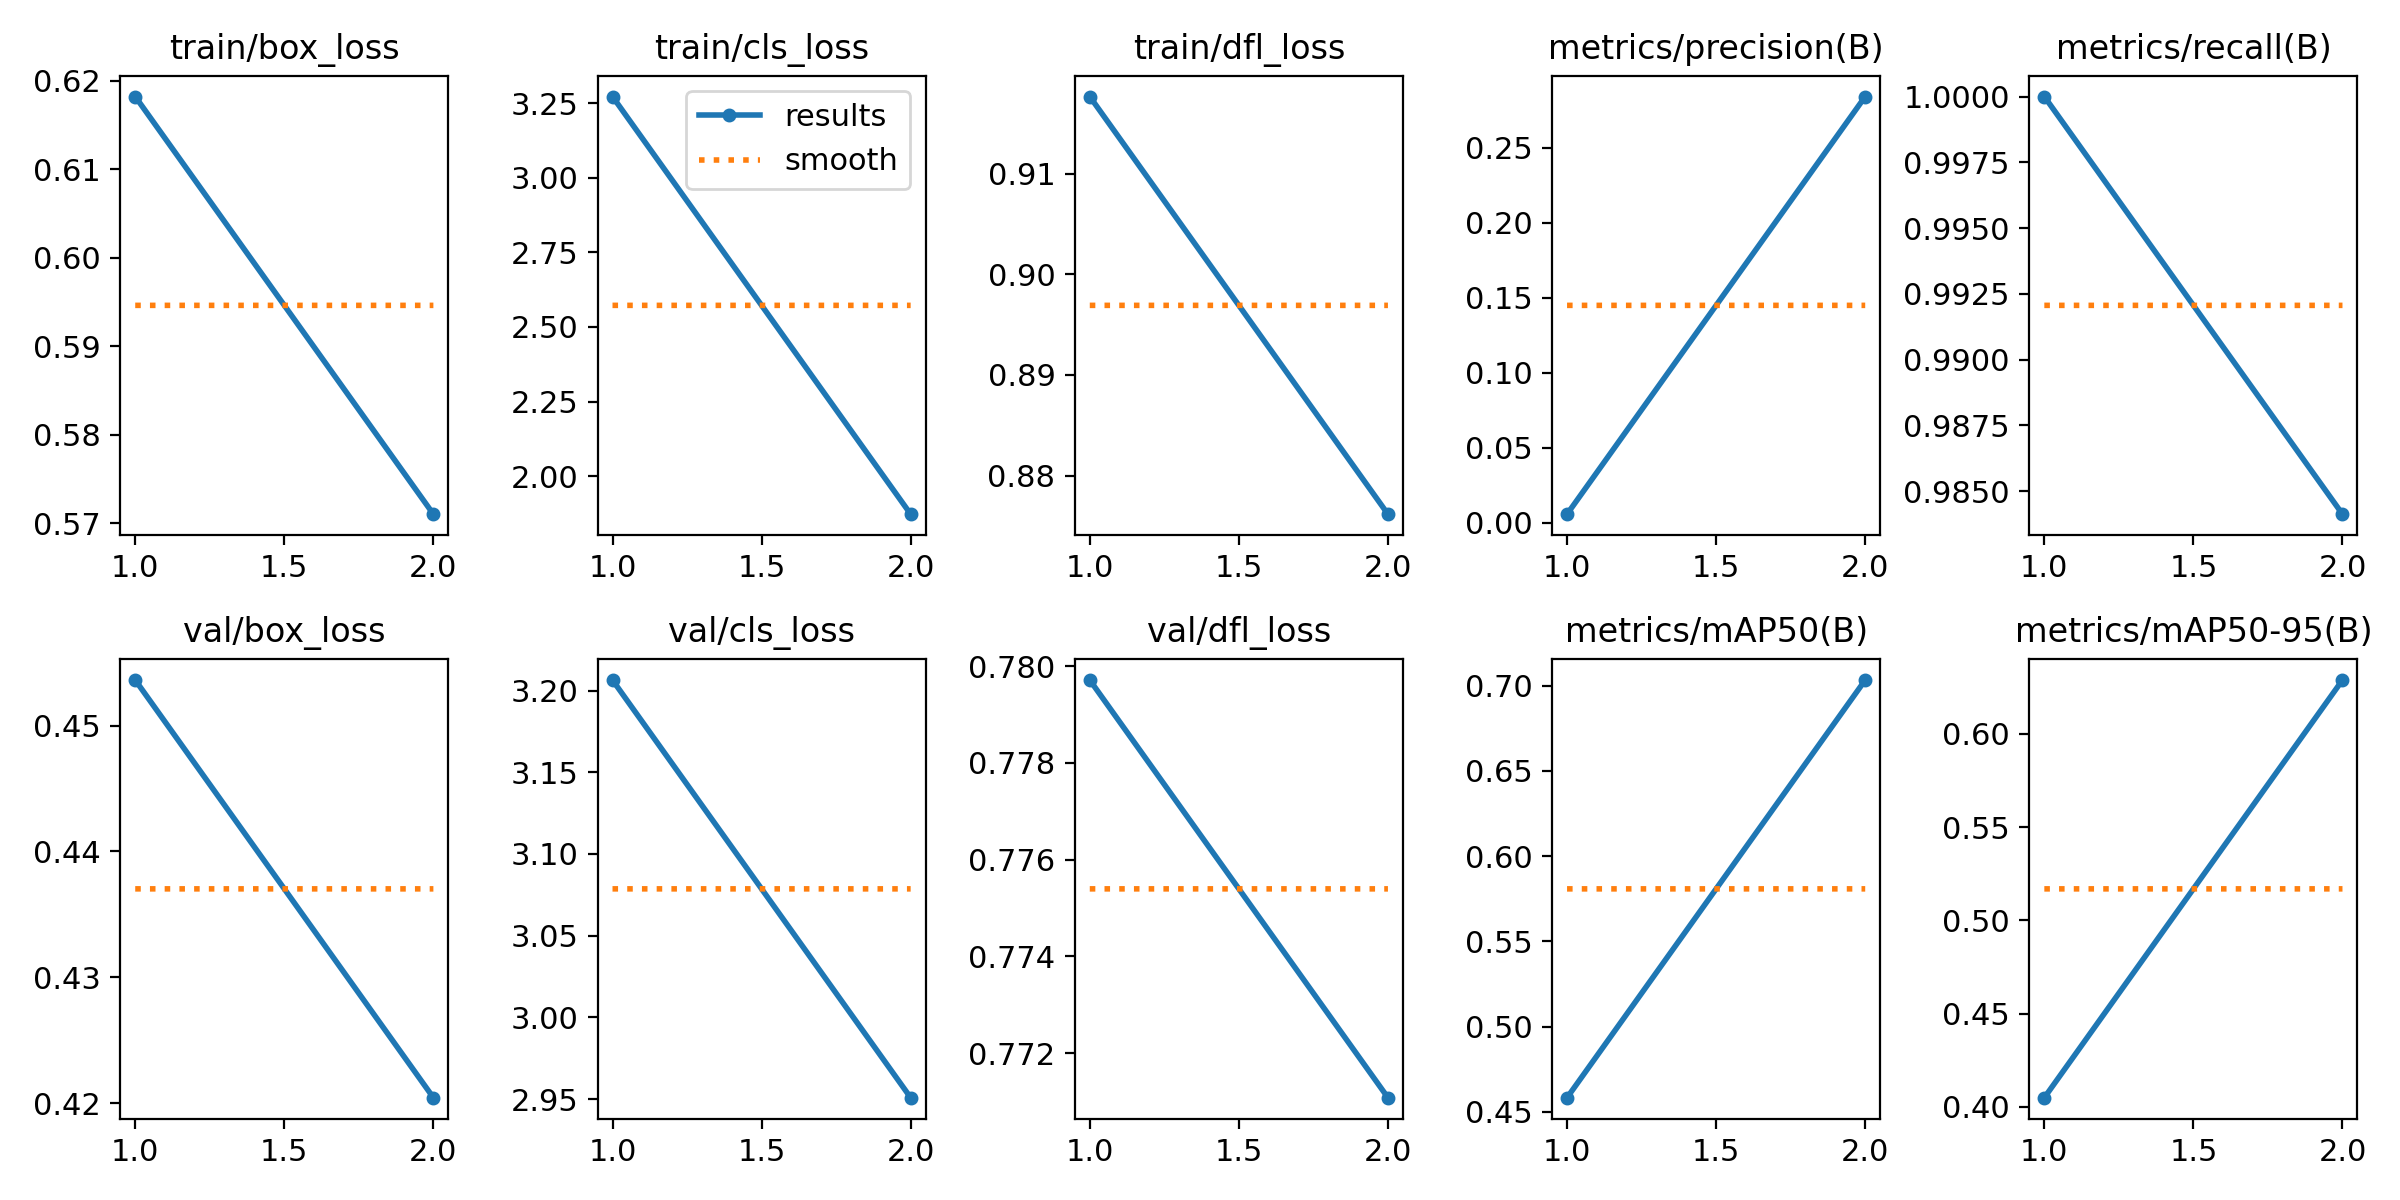 train/box_loss
0.62
0.61
0.60
0.59
0.58
0.57
1.0 1.5 2.0
train/cls_loss
results
smooth
3.25
3.00
2.75
2.50
2.25
2.00
1.0 1.5 2.0
train/dfl_loss
0.91
0.90
0.89
0.88
1.0 1.5 2.0
metrics/precision(B)
0.25
0.20
0.15
0.10
0.05
0.00
1.0 1.5 2.0
metrics/recall(B)
1.0000
0.9975
0.9950
0.9925
0.9900
0.9875
0.9850
1.0 1.5 2.0
val/box_loss
0.45
0.44
0.43
0.42
1.0 1.5 2.0
val/cls_loss
3.20
3.15
3.10
3.05
3.00
2.95
1.0 1.5 2.0
val/dfl_loss
0.780
0.778
0.776
0.774
0.772
1.0 1.5 2.0
metrics/mAP50(B)
0.70
0.65
0.60
0.55
0.50
0.45
1.0 1.5 2.0
metrics/mAP50-95(B)
0.60
0.55
0.50
0.45
0.40
1.0 1.5 2.0